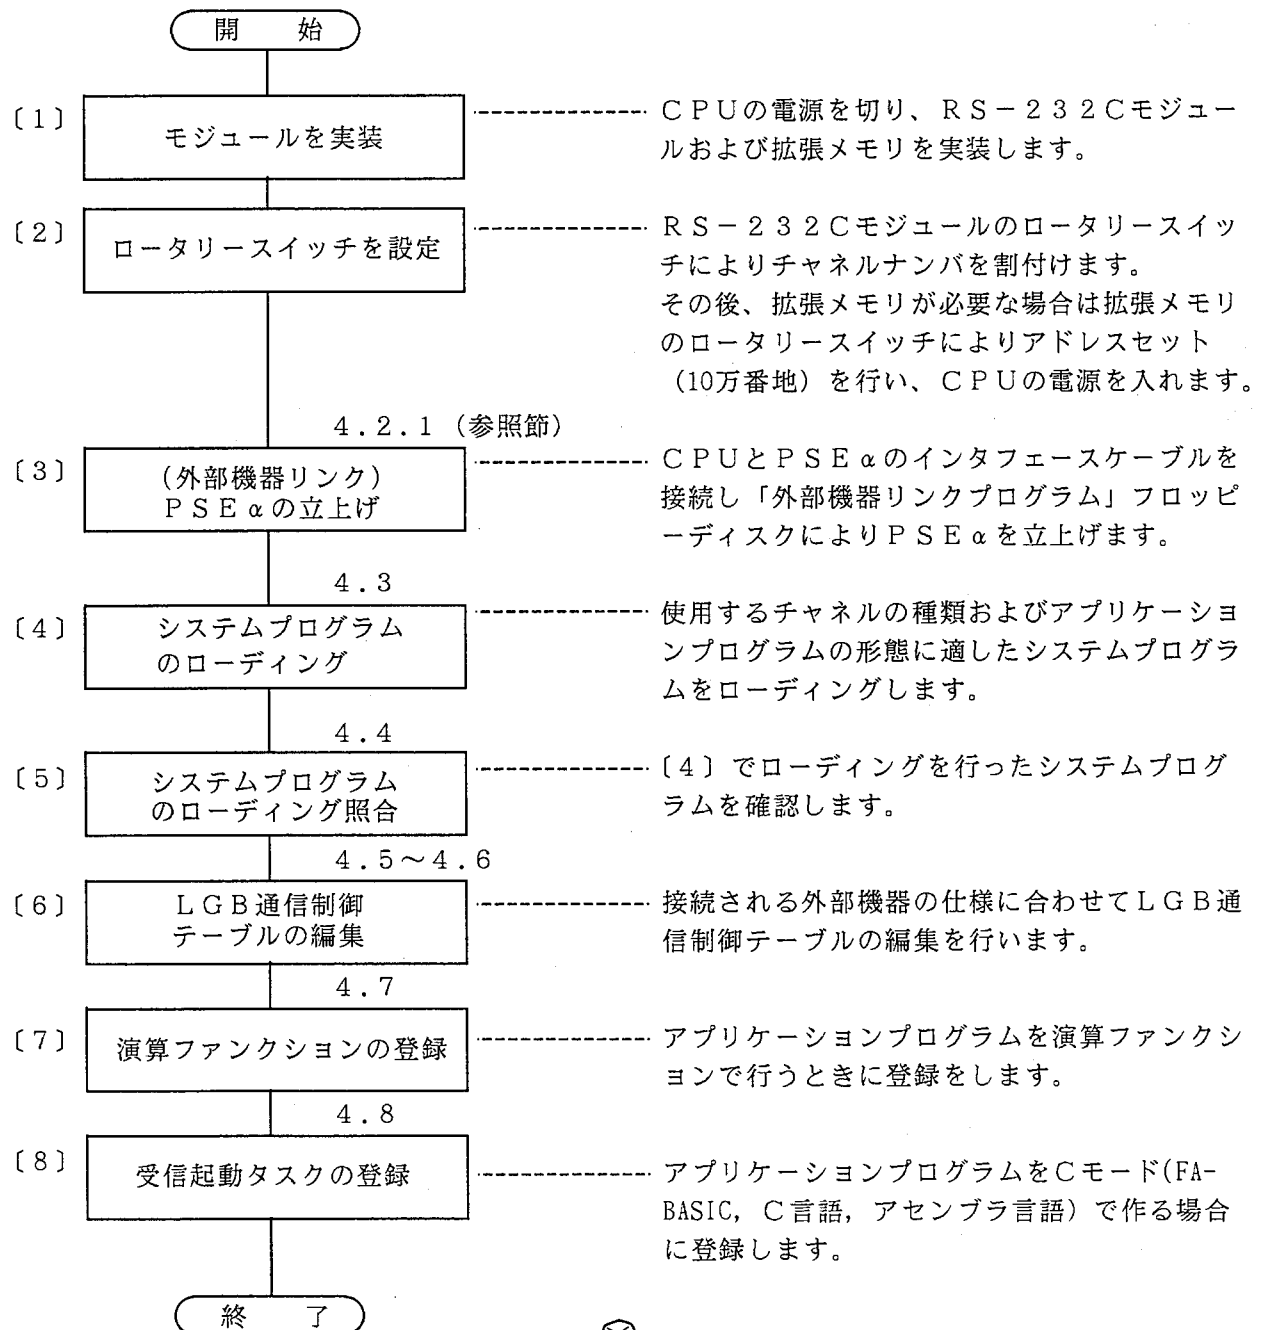 開　　始
〔1〕
モジュールを実装
ＣＰＵの電源を切り、ＲＳ－２３２Ｃモジュー
ルおよび拡張メモリを実装します。
〔2〕
ロータリースイッチを設定
ＲＳ－２３２Ｃモジュールのロータリースイッ
チによりチャネルナンバを割付けます。
その後、拡張メモリが必要な場合は拡張メモリ
のロータリースイッチによりアドレスセット
（10万番地）を行い、ＣＰＵの電源を入れます。
4.2.1（参照節）
〔3〕
（外部機器リンク）
ＰＳＥαの立上げ
ＣＰＵとＰＳＥαのインタフェースケーブルを
接続し「外部機器リンクプログラム」フロッピ
ーディスクによりＰＳＥαを立上げます。
4.3
〔4〕
システムプログラム
のローディング
使用するチャネルの種類およびアプリケーショ
ンプログラムの形態に適したシステムプログラ
ムをローディングします。
4.4
〔5〕
システムプログラム
のローディング照合
〔4〕でローディングを行ったシステムプログ
ラムを確認します。
4.5～4.6
〔6〕
ＬＧＢ通信制御
テーブルの編集
接続される外部機器の仕様に合わせてＬＧＢ通
信制御テーブルの編集を行います。
4.7
〔7〕
演算ファンクションの登録
アプリケーションプログラムを演算ファンクシ
ョンで行うときに登録をします。
4.8
〔8〕
受信起動タスクの登録
アプリケーションプログラムをＣモード(FA-
BASIC, Ｃ言語, アセンブラ言語）で作る場合
に登録します。
終　　了